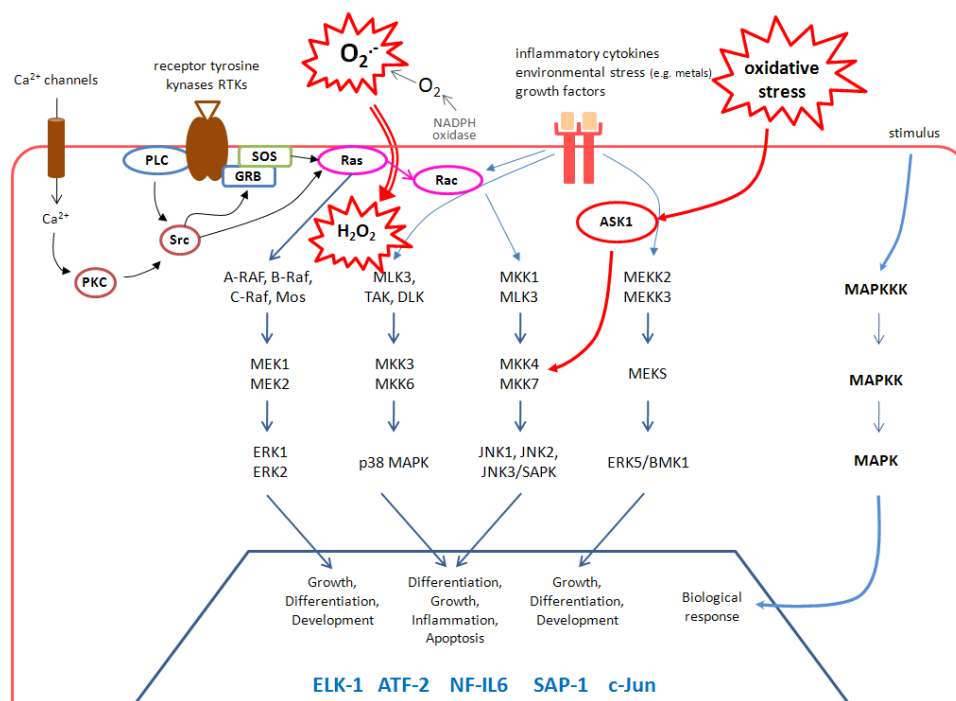 Ca²⁺ channels
receptor tyrosine
kynases RTKs
O₂·⁻
O₂
NADPH
oxidase
inflammatory cytokines
environmental stress (e.g. metals)
growth factors
oxidative
stress
stimulus
PLC
SOS
GRB
Ras
Rac
Ca²⁺
Src
PKC
H₂O₂
ASK1
A-RAF, B-Raf,
C-Raf, Mos
MLK3,
TAK, DLK
MKK1
MLK3
MEKK2
MEKK3
MAPKKK
MEK1
MEK2
MKK3
MKK6
MKK4
MKK7
MEKS
MAPKK
ERK1
ERK2
p38 MAPK
JNK1, JNK2,
JNK3/SAPK
ERK5/BMK1
MAPK
Growth,
Differentiation,
Development
Differentiation,
Growth,
Inflammation,
Apoptosis
Growth,
Differentiation,
Development
Biological
response
ELK-1 ATF-2 NF-IL6 SAP-1 c-Jun